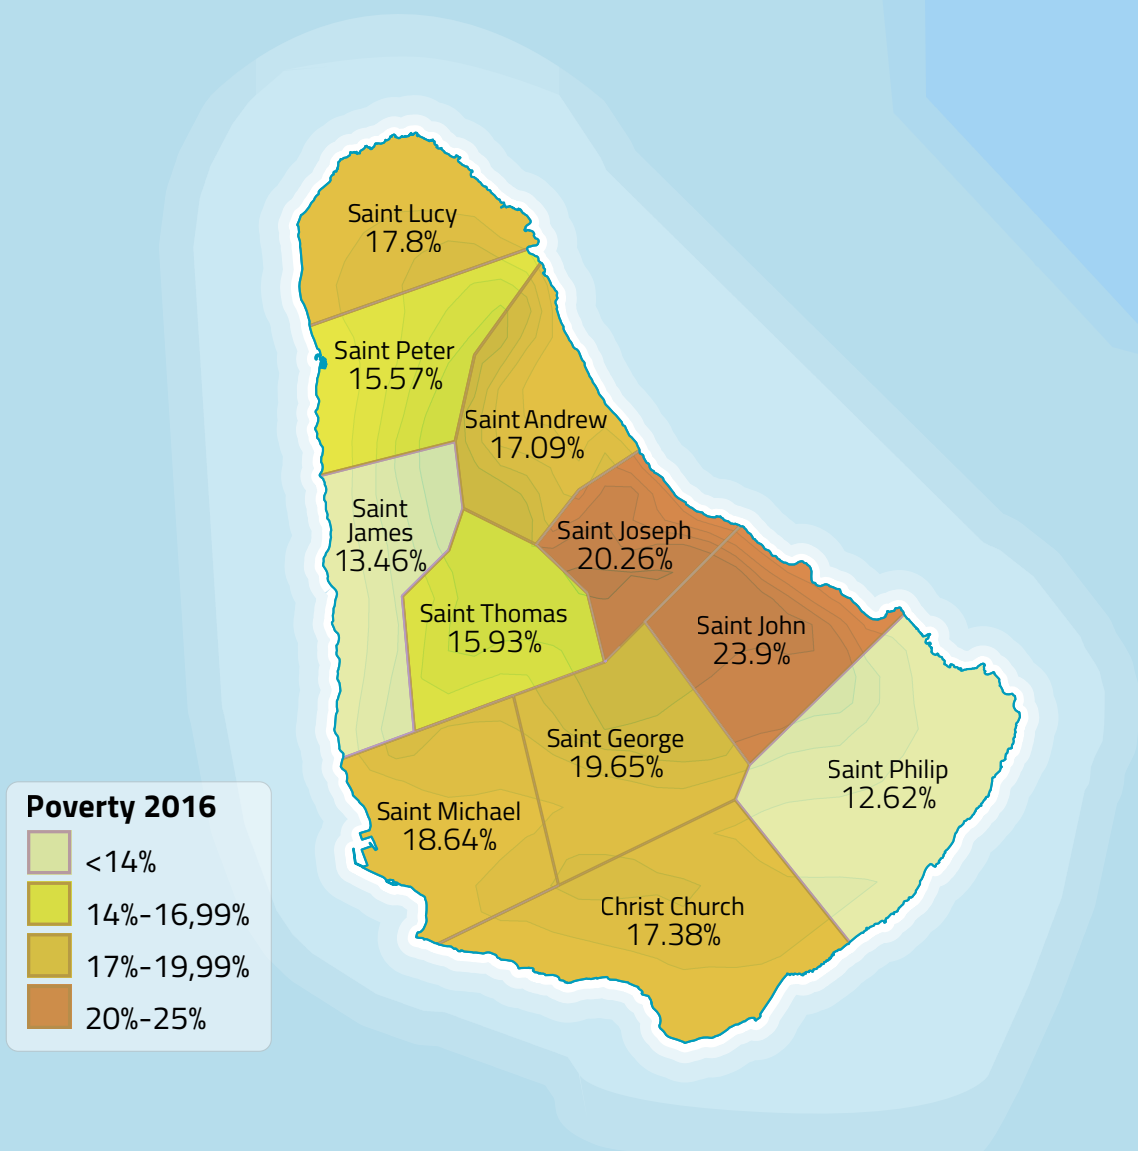 Saint Lucy
17.8%
Saint Peter
15.57%
Saint Andrew
17.09%
Saint
James
13.46%
Saint Joseph
20.26%
Saint Thomas
15.93%
Saint John
23.9%
Saint George
19.65%
Saint Philip
12.62%
Saint Michael
18.64%
Christ Church
17.38%
Poverty 2016
<14%
14%-16,99%
17%-19,99%
20%-25%